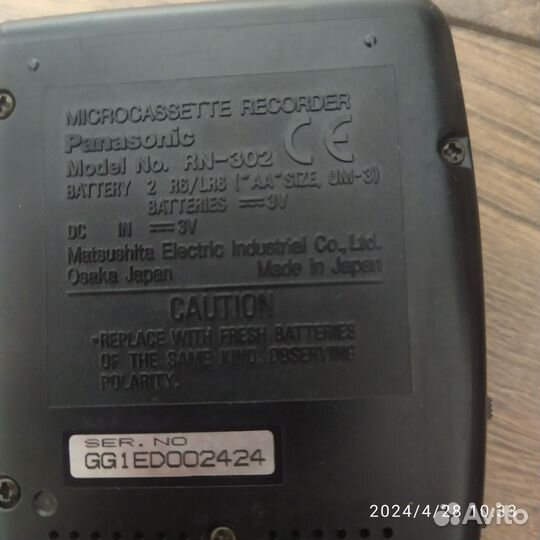 MICROCASSETTE RECORDER
Panasonic CE
Model No. RN-302
BATTERY 2 R6/LR6 ("AA" SIZE, UM-3)
BATTERIES ⎓ 3V
DC IN ⎓ 3V
Matsushita Electric Industrial Co., Ltd.
Osaka Japan Made in Japan
CAUTION
•REPLACE WITH FRESH BATTERIES
OF THE SAME KIND. OBSERVING
POLARITY.
SER. NO
GG1ED002424
2024/4/28 10:33
Avito